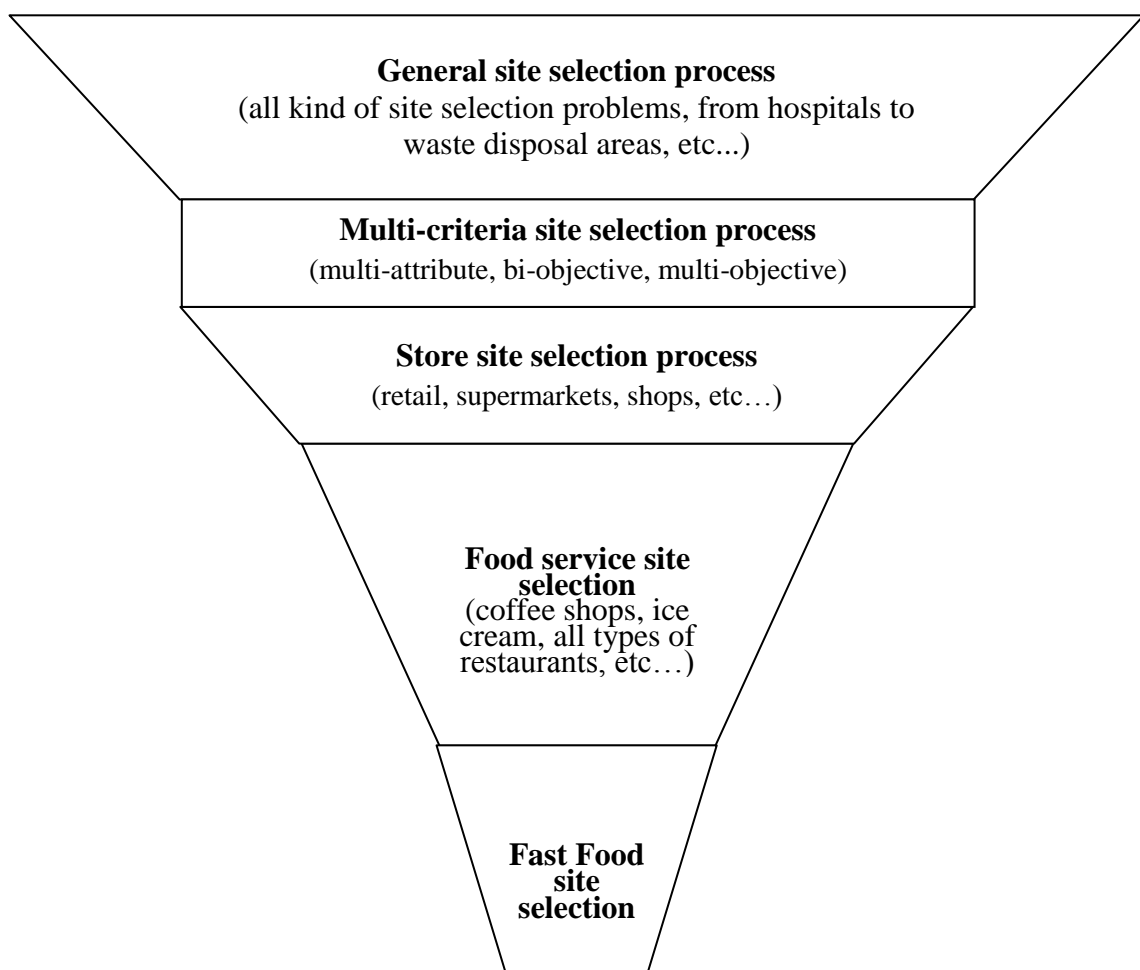 General site selection process
(all kind of site selection problems, from hospitals to
waste disposal areas, etc...)
Multi-criteria site selection process
(multi-attribute, bi-objective, multi-objective)
Store site selection process
(retail, supermarkets, shops, etc…)
Food service site
selection
(coffee shops, ice
cream, all types of
restaurants, etc…)
Fast Food
site
selection